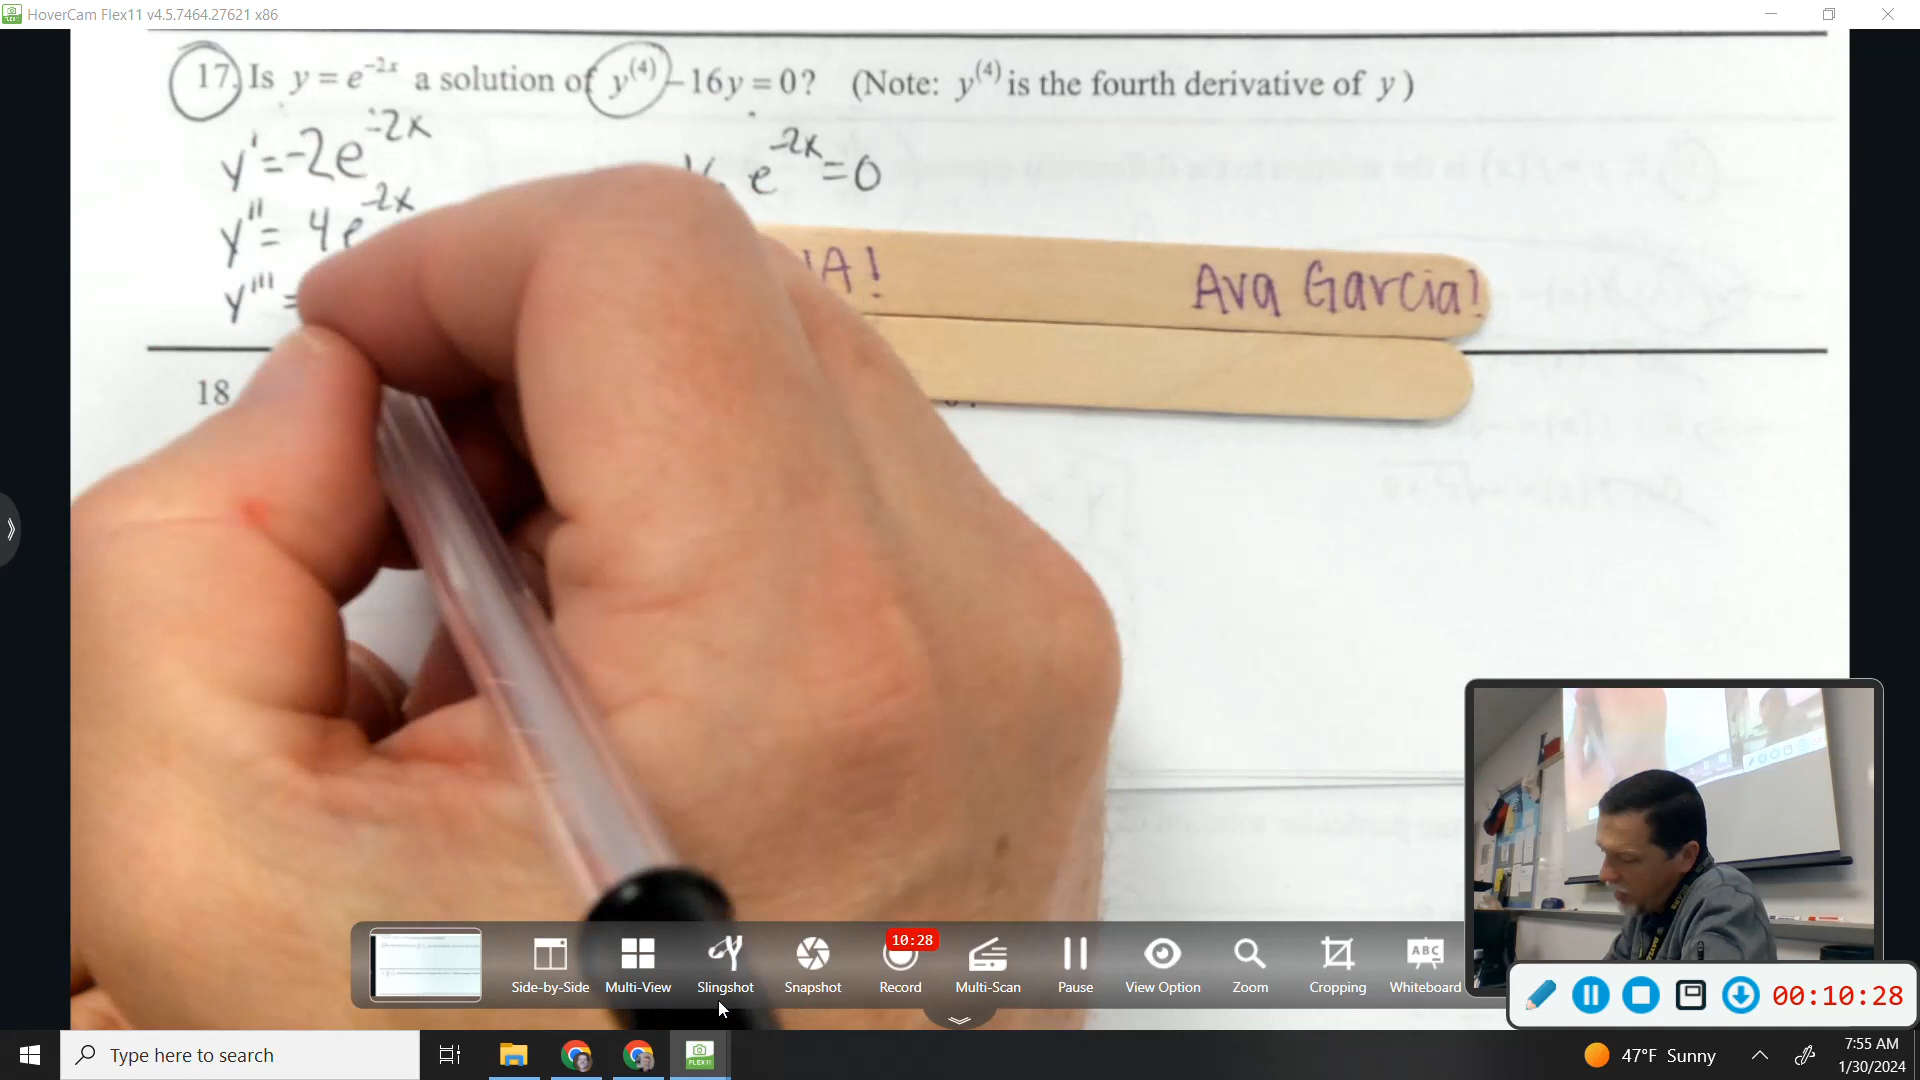 HoverCam Flex11 v4.5.7464.27621 x86
17. Is y = e^{-2x} a solution of y^{(4)} - 16y = 0? (Note: y^{(4)} is the fourth derivative of y)
y' = -2e^{-2x}
e^{-2x} = 0
y'' = 4e^{-2x}
y''' =
A!
Ava Garcia!
18
10:28
Side-by-Side Multi-View Slingshot Snapshot Record Multi-Scan Pause View Option Zoom Cropping Whiteboard
ABC
00:10:28
FLEX11
Type here to search
47°F Sunny
7:55 AM
1/30/2024